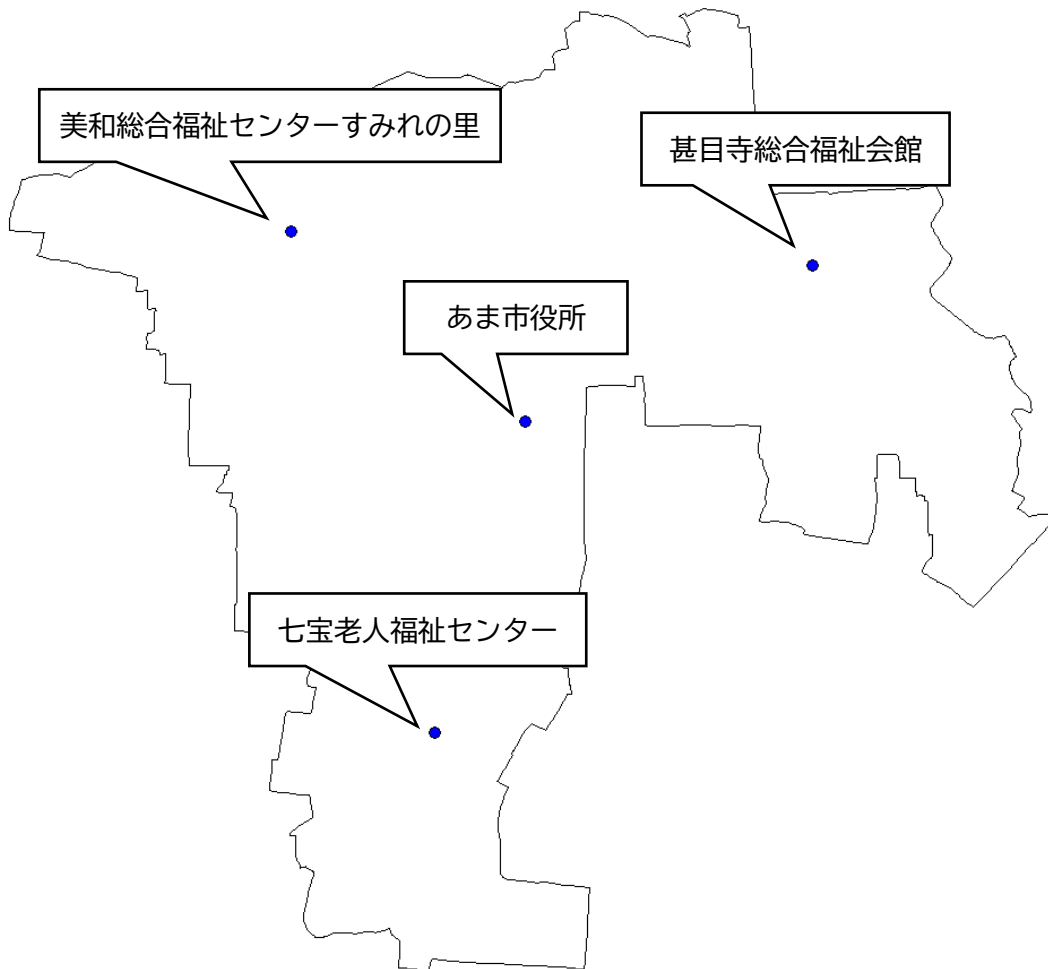 美和総合福祉センターすみれの里
甚目寺総合福祉会館
あま市役所
七宝老人福祉センター